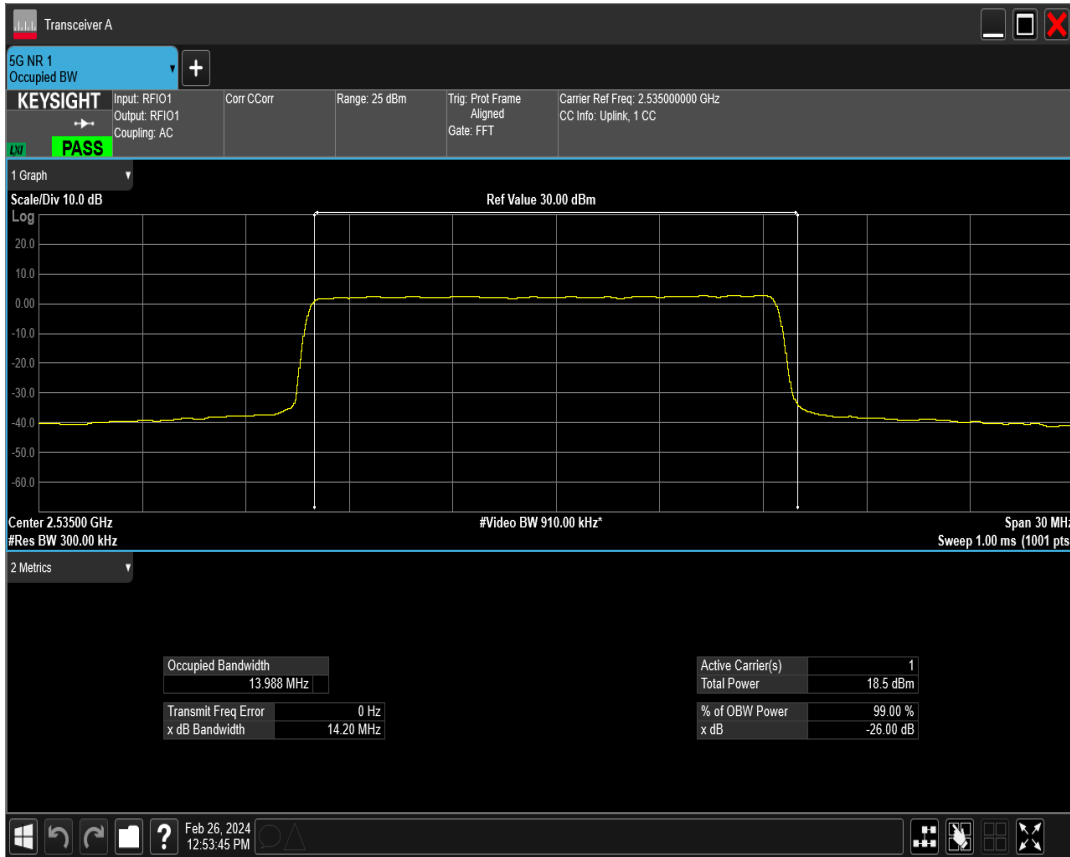 Transceiver A
5G NR 1
Occupied BW
KEYSIGHT
LXI
PASS
Input: RFIO1
Output: RFIO1
Coupling: AC
Corr CCorr
Range: 25 dBm
Trig: Prot Frame
Aligned
Gate: FFT
Carrier Ref Freq: 2.535000000 GHz
CC Info: Uplink, 1 CC
1 Graph
Scale/Div 10.0 dB
Ref Value 30.00 dBm
Log
20.0
10.0
0.00
-10.0
-20.0
-30.0
-40.0
-50.0
-60.0
Center 2.53500 GHz
#Video BW 910.00 kHz*
Span 30 MHz
#Res BW 300.00 kHz
Sweep 1.00 ms (1001 pts
2 Metrics
Occupied Bandwidth
13.988 MHz
Transmit Freq Error 0 Hz
x dB Bandwidth 14.20 MHz
Active Carrier(s) 1
Total Power 18.5 dBm
% of OBW Power 99.00 %
x dB -26.00 dB
?
Feb 26, 2024
12:53:45 PM